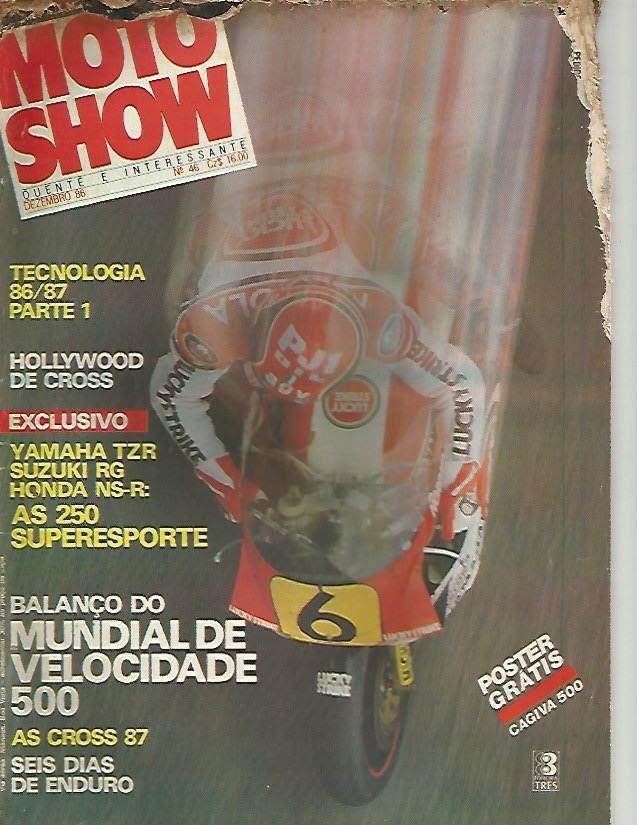 MOTO
SHOW
QUENTE E INTERESSANTE
DEZEMBRO 86 Nº 46 Cz$ 16,00
TECNOLOGIA
86/87
PARTE 1
HOLLYWOOD
DE CROSS
EXCLUSIVO
YAMAHA TZR
SUZUKI RG
HONDA NS-R:
AS 250
SUPERESPORTE
BALANÇO DO
MUNDIAL DE
VELOCIDADE
500
AS CROSS 87
SEIS DIAS
DE ENDURO
PJ1
LUCKY STRIKE
LUCKY STRIKE
LUCKY
STRIKE
6
LUCKY
STRIKE
POSTER
GRÁTIS
CAGIVA 500
TRÊS